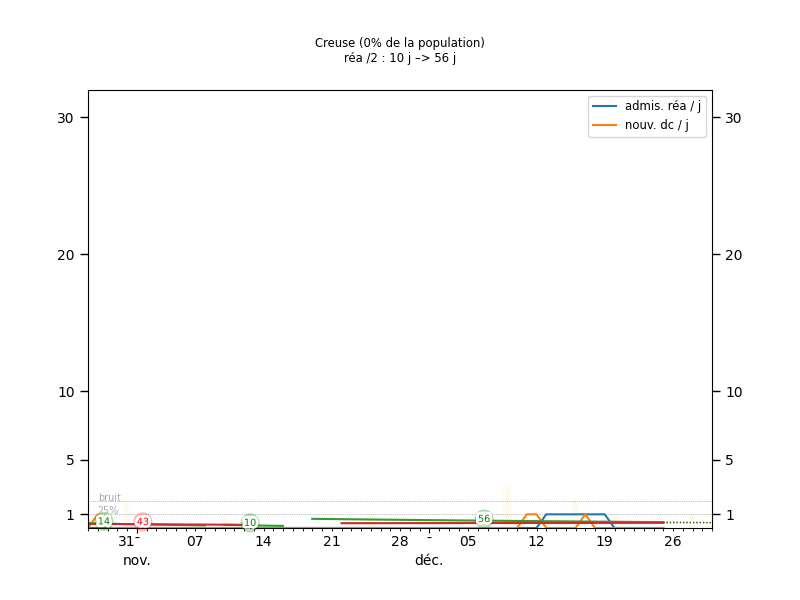 Creuse (0% de la population)
réa /2 : 10 j –> 56 j
admis. réa / j
nouv. dc / j
30 30
20 20
10 10
5 5
bruit
25%
1 1
14 43 10 56
31 07 14 21 28 - 05 12 19 26
nov. déc.